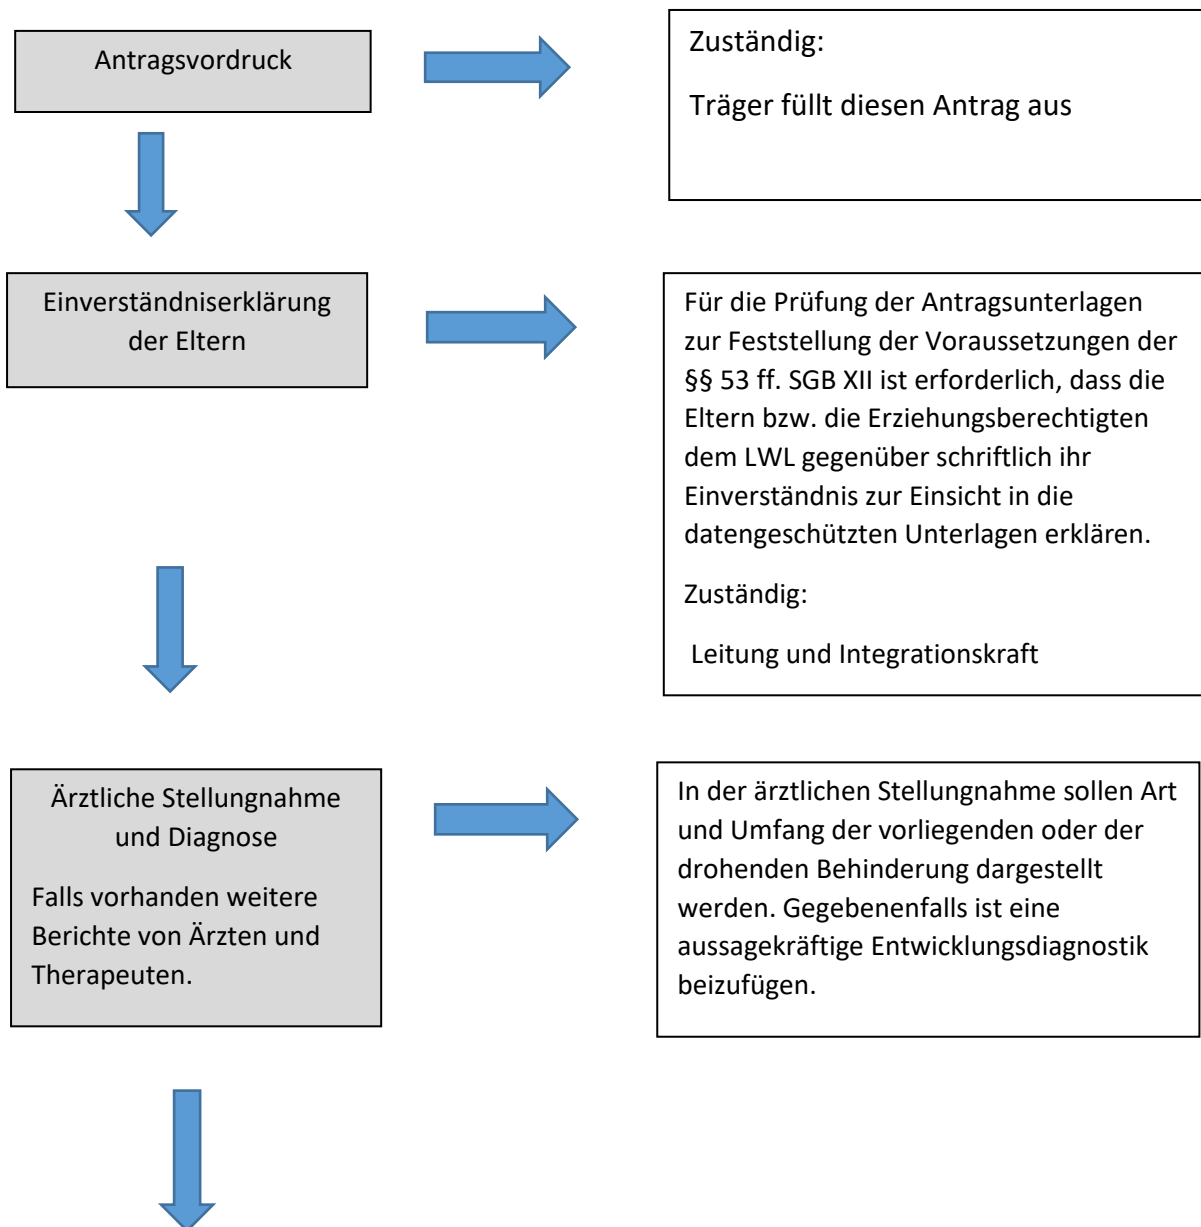 Antragsvordruck
Zuständig:
Träger füllt diesen Antrag aus
Einverständniserklärung
der Eltern
Für die Prüfung der Antragsunterlagen
zur Feststellung der Voraussetzungen der
§§ 53 ff. SGB XII ist erforderlich, dass die
Eltern bzw. die Erziehungsberechtigten
dem LWL gegenüber schriftlich ihr
Einverständnis zur Einsicht in die
datengeschützten Unterlagen erklären.
Zuständig:
Leitung und Integrationskraft
Ärztliche Stellungnahme
und Diagnose
Falls vorhanden weitere
Berichte von Ärzten und
Therapeuten.
In der ärztlichen Stellungnahme sollen Art
und Umfang der vorliegenden oder der
drohenden Behinderung dargestellt
werden. Gegebenenfalls ist eine
aussagekräftige Entwicklungsdiagnostik
beizufügen.